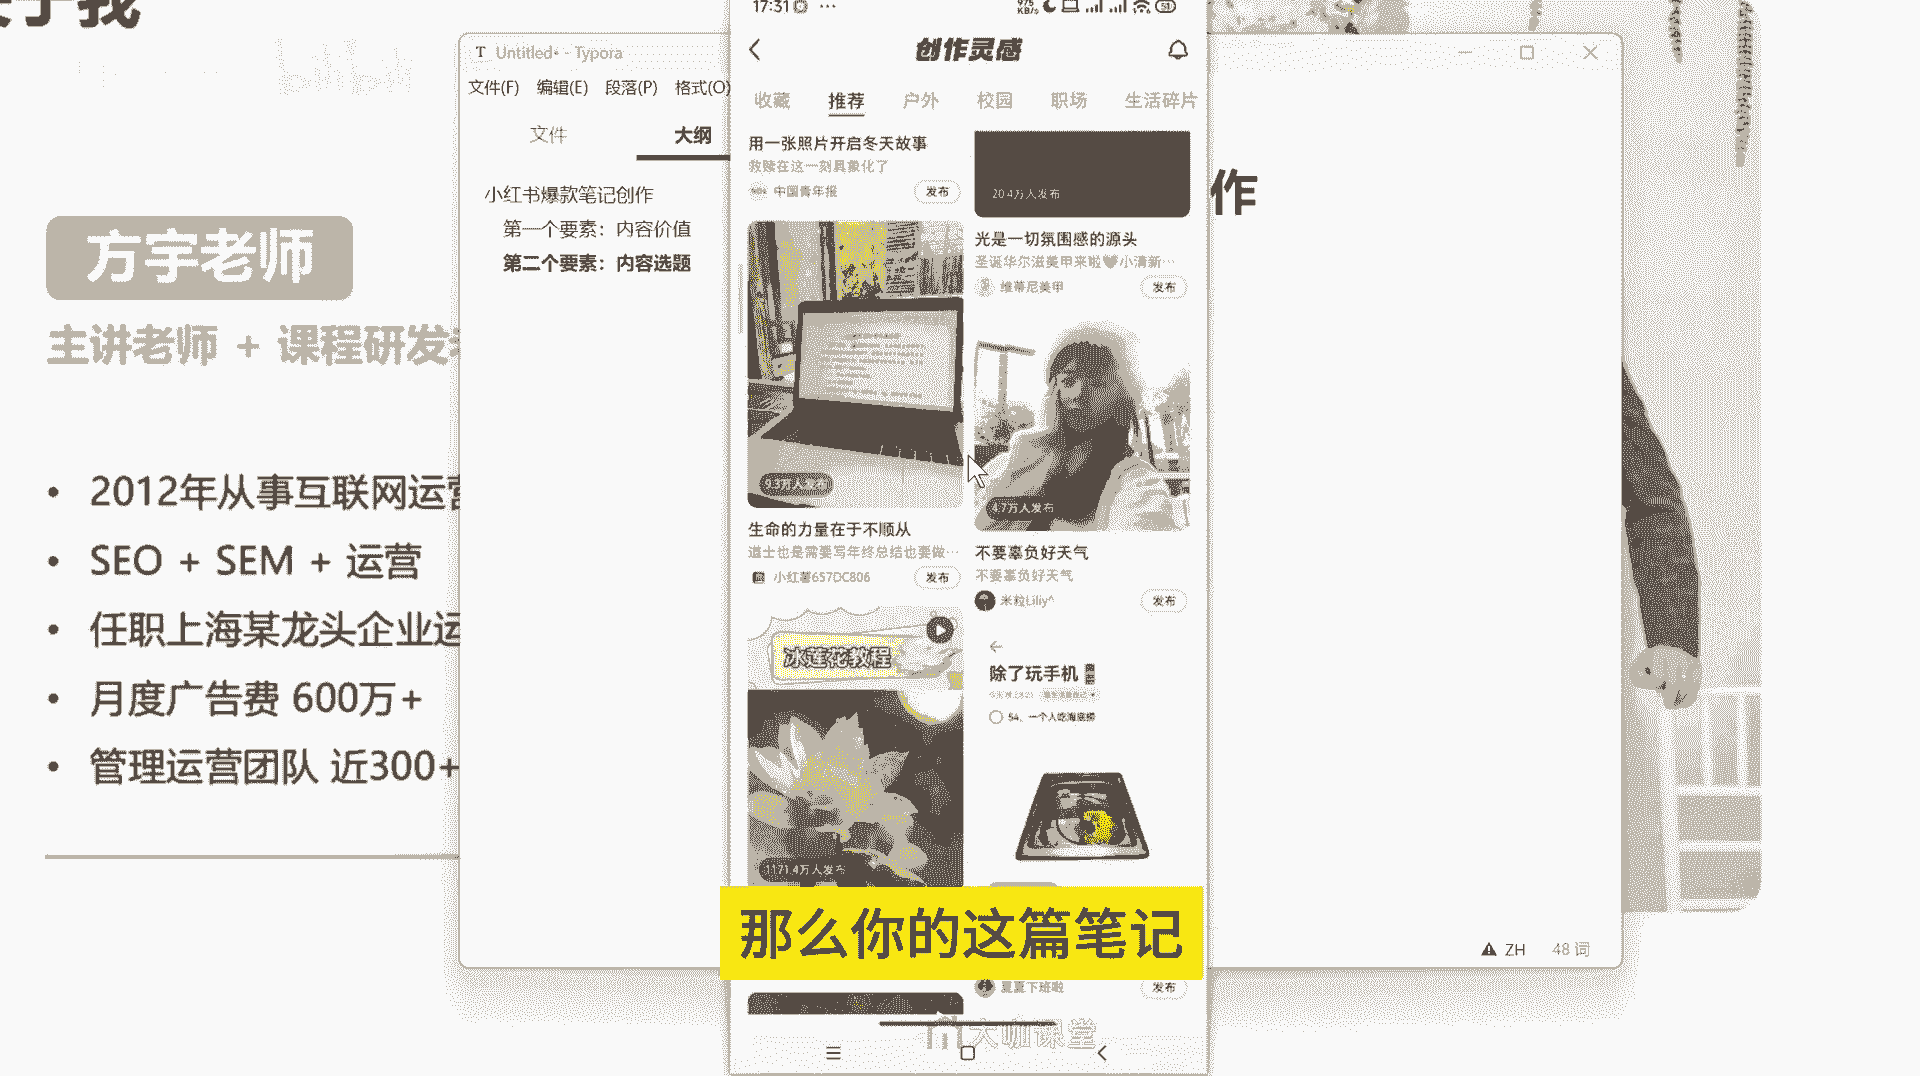 于我
方宇老师
主讲老师 + 课程研发
2012年从事互联网运营
SEO + SEM + 运营
任职上海某龙头企业运
月度广告费 600万+
管理运营团队 近300+
Untitled• - Typora
文件(F) 编辑(E) 段落(P) 格式(O)
文件 大纲
小红书爆款笔记创作
第一个要素：内容价值
第二个要素：内容选题
作
ZH 48 词
17:31
创作灵感
收藏 推荐 户外 校园 职场 生活碎片
用一张照片开启冬天故事
救赎在这一刻具象化了
中国青年报 发布
9.3万人发布
生命的力量在于不顺从
道士也是需要写年终总结也要做…
小红薯657DC806 发布
冰莲花教程
1171.4万人发布
20.4万人发布
光是一切氛围感的源头
圣诞华尔滋美甲来啦🖤小清新…
维蒂尼美甲 发布
4.7万人发布
不要辜负好天气
不要辜负好天气
米粒Liliy^ 发布
除了玩手机
54、一个人吃海底捞
夏夏下班啦 发布
那么你的这篇笔记
大咖课堂